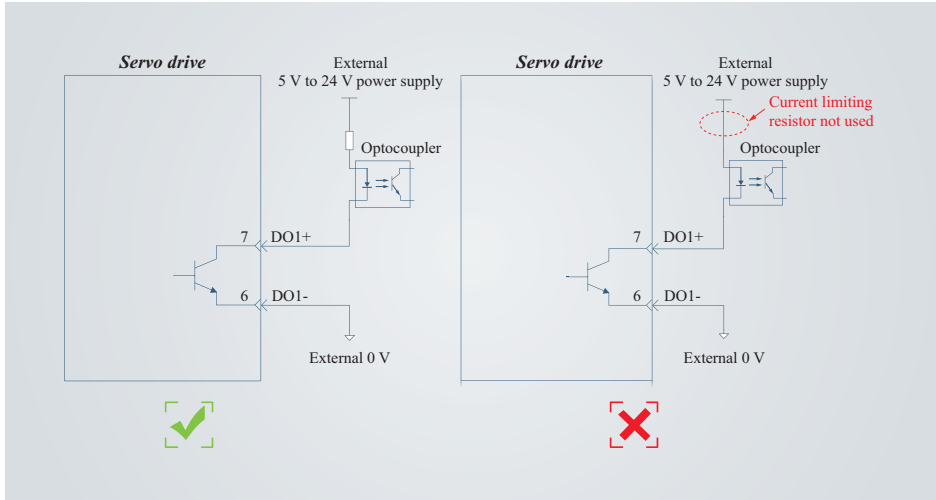 Servo drive
External
5 V to 24 V power supply
Optocoupler
7
DO1+
6
DO1-
External 0 V
Servo drive
External
5 V to 24 V power supply
Current limiting
resistor not used
Optocoupler
7
DO1+
6
DO1-
External 0 V